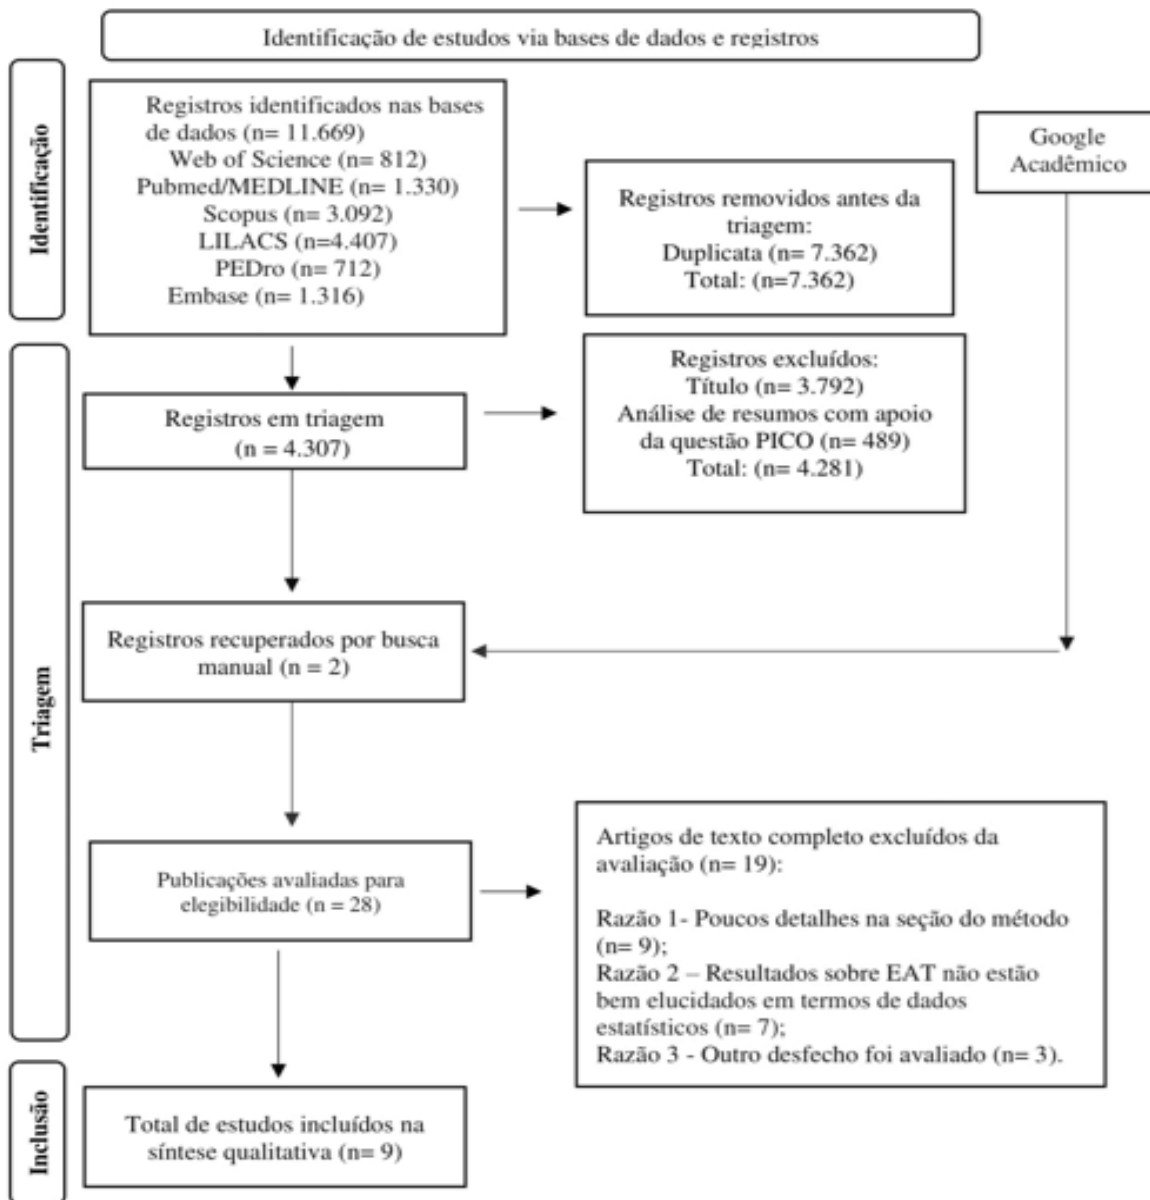 Identificação de estudos via bases de dados e registros
Identificação
Registros identificados nas bases
de dados (n= 11.669)
Web of Science (n= 812)
Pubmed/MEDLINE (n= 1.330)
Scopus (n= 3.092)
LILACS (n=4.407)
PEDro (n= 712)
Embase (n= 1.316)
Registros removidos antes da
triagem:
Duplicata (n= 7.362)
Total: (n=7.362)
Google
Acadêmico
Triagem
Registros em triagem
(n = 4.307)
Registros excluídos:
Título (n= 3.792)
Análise de resumos com apoio
da questão PICO (n= 489)
Total: (n= 4.281)
Registros recuperados por busca
manual (n = 2)
Publicações avaliadas para
elegibilidade (n = 28)
Artigos de texto completo excluídos da
avaliação (n= 19):
Razão 1- Poucos detalhes na seção do método
(n= 9);
Razão 2 – Resultados sobre EAT não estão
bem elucidados em termos de dados
estatísticos (n= 7);
Razão 3 - Outro desfecho foi avaliado (n= 3).
Inclusão
Total de estudos incluídos na
síntese qualitativa (n= 9)